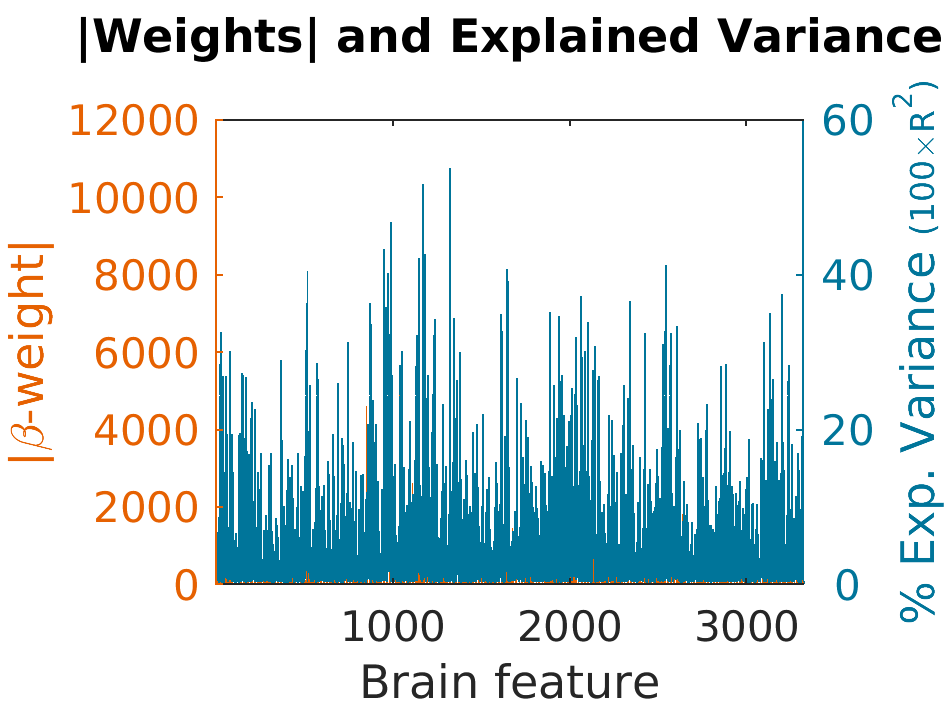 |Weights| and Explained Variance
12000
10000
8000
6000
4000
2000
0
|β-weight|
60
40
20
0
% Exp. Variance (100×R²)
1000 2000 3000
Brain feature